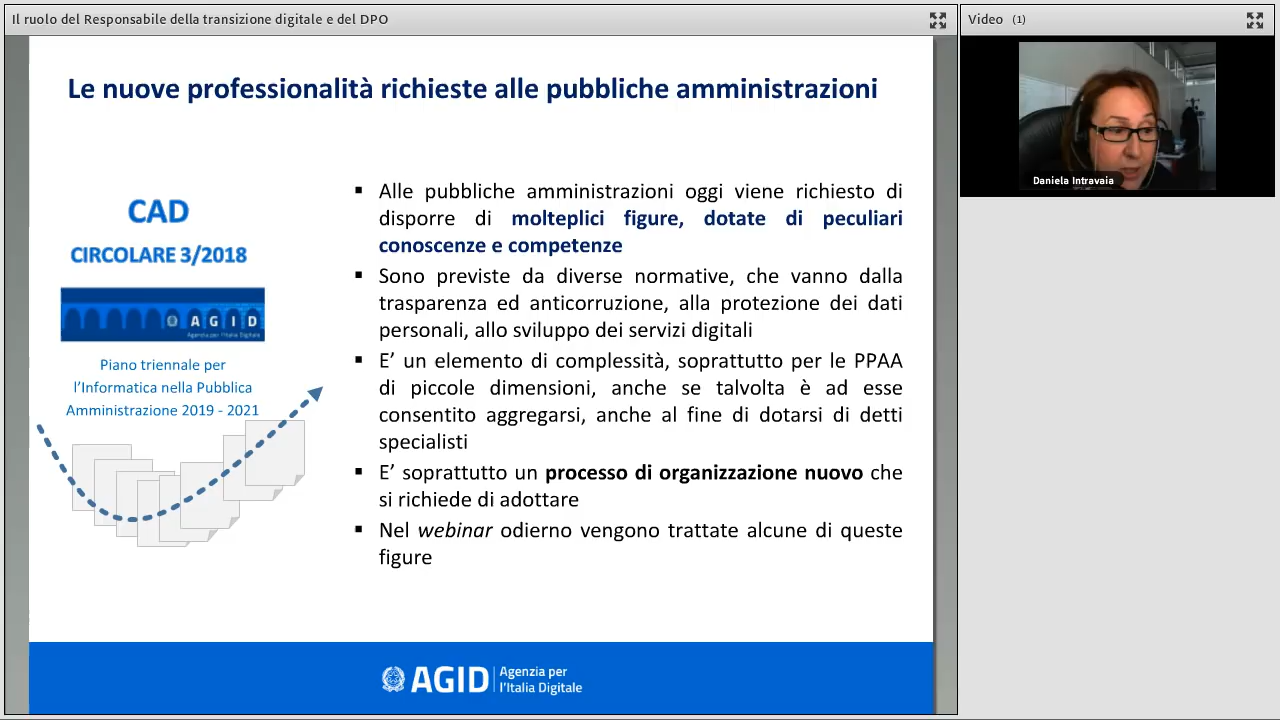 Il ruolo del Responsabile della transizione digitale e del DPO
Video (1)
Daniela Intravaia
Le nuove professionalità richieste alle pubbliche amministrazioni
CAD
CIRCOLARE 3/2018
AGID
Agenzia per l'Italia Digitale
Piano triennale per
l'Informatica nella Pubblica
Amministrazione 2019 - 2021
▪ Alle pubbliche amministrazioni oggi viene richiesto di
disporre di molteplici figure, dotate di peculiari
conoscenze e competenze
▪ Sono previste da diverse normative, che vanno dalla
trasparenza ed anticorruzione, alla protezione dei dati
personali, allo sviluppo dei servizi digitali
▪ E' un elemento di complessità, soprattutto per le PPAA
di piccole dimensioni, anche se talvolta è ad esse
consentito aggregarsi, anche al fine di dotarsi di detti
specialisti
▪ E' soprattutto un processo di organizzazione nuovo che
si richiede di adottare
▪ Nel webinar odierno vengono trattate alcune di queste
figure
AGID
Agenzia per
l'Italia Digitale